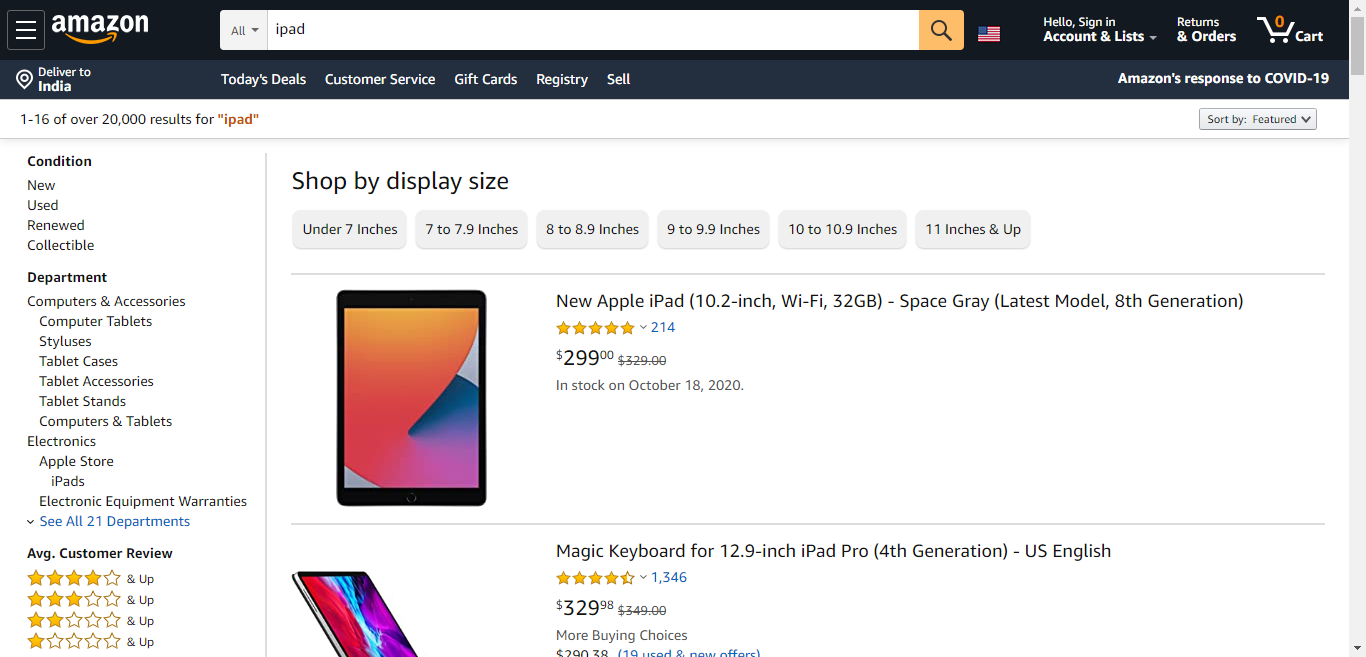 amazon
All
ipad
Hello, Sign in
Account & Lists
Returns
& Orders
0
Cart
Deliver to
India
Today's Deals
Customer Service
Gift Cards
Registry
Sell
Amazon's response to COVID-19
1-16 of over 20,000 results for "ipad"
Sort by: Featured
Condition
New
Used
Renewed
Collectible
Department
Computers & Accessories
Computer Tablets
Styluses
Tablet Cases
Tablet Accessories
Tablet Stands
Computers & Tablets
Electronics
Apple Store
iPads
Electronic Equipment Warranties
See All 21 Departments
Avg. Customer Review
& Up
& Up
& Up
& Up
Shop by display size
Under 7 Inches
7 to 7.9 Inches
8 to 8.9 Inches
9 to 9.9 Inches
10 to 10.9 Inches
11 Inches & Up
New Apple iPad (10.2-inch, Wi-Fi, 32GB) - Space Gray (Latest Model, 8th Generation)
214
$29900 $329.00
In stock on October 18, 2020.
Magic Keyboard for 12.9-inch iPad Pro (4th Generation) - US English
1,346
$32998 $349.00
More Buying Choices
$290.38 (19 used & new offers)